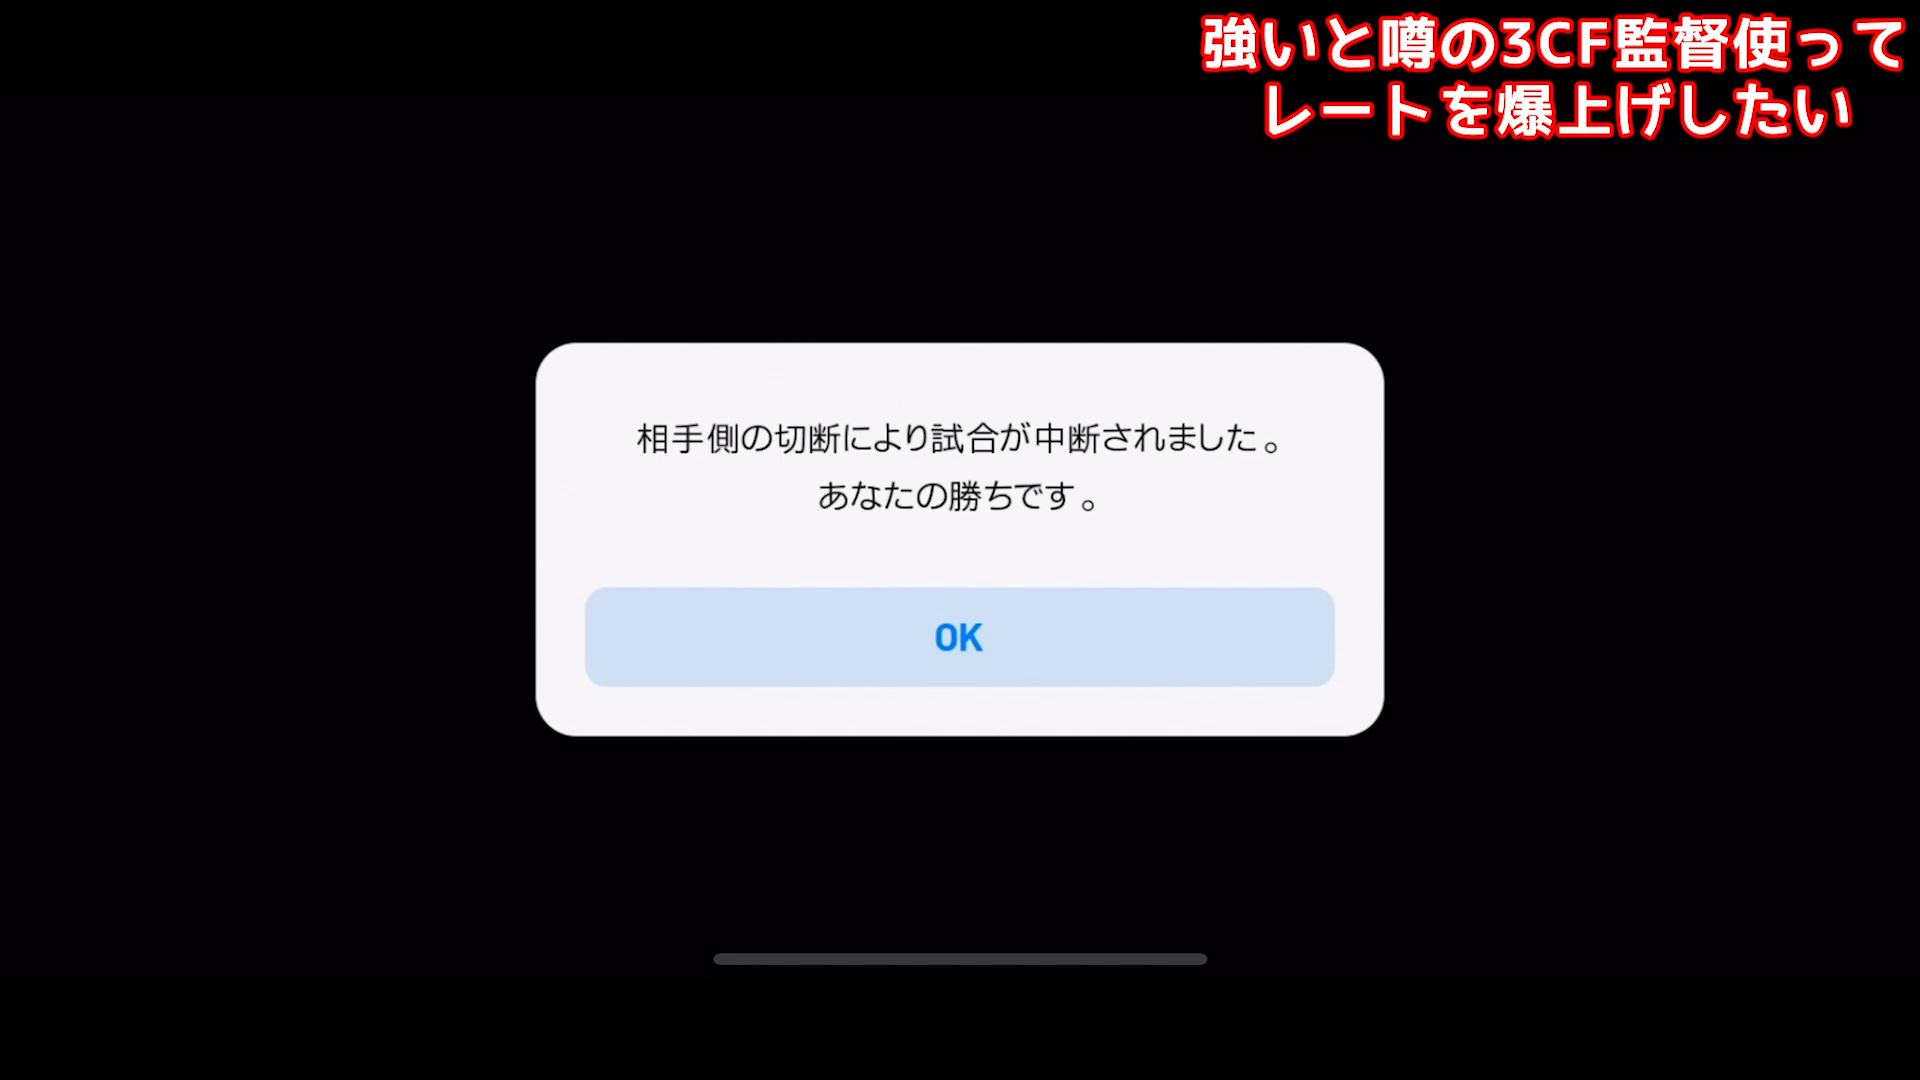 強いと噂の3CF監督使って
レートを爆上げしたい
相手側の切断により試合が中断されました。
あなたの勝ちです。
OK